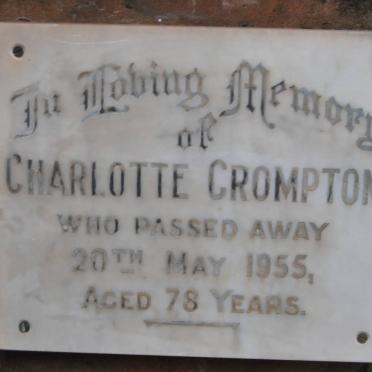 In Loving Memory
of
CHARLOTTE CROMPTON
WHO PASSED AWAY
20TH MAY 1955,
AGED 78 YEARS.